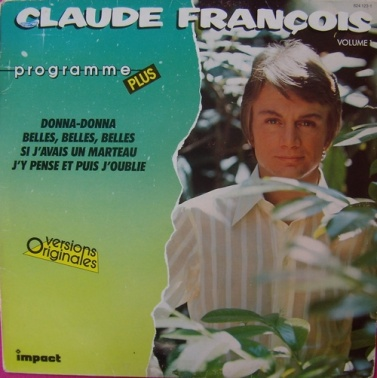 CLAUDE FRANÇOIS
VOLUME 1
programme
PLUS
DONNA-DONNA
BELLES, BELLES, BELLES
SI J'AVAIS UN MARTEAU
J'Y PENSE ET PUIS J'OUBLIE
versions
Originales
impact